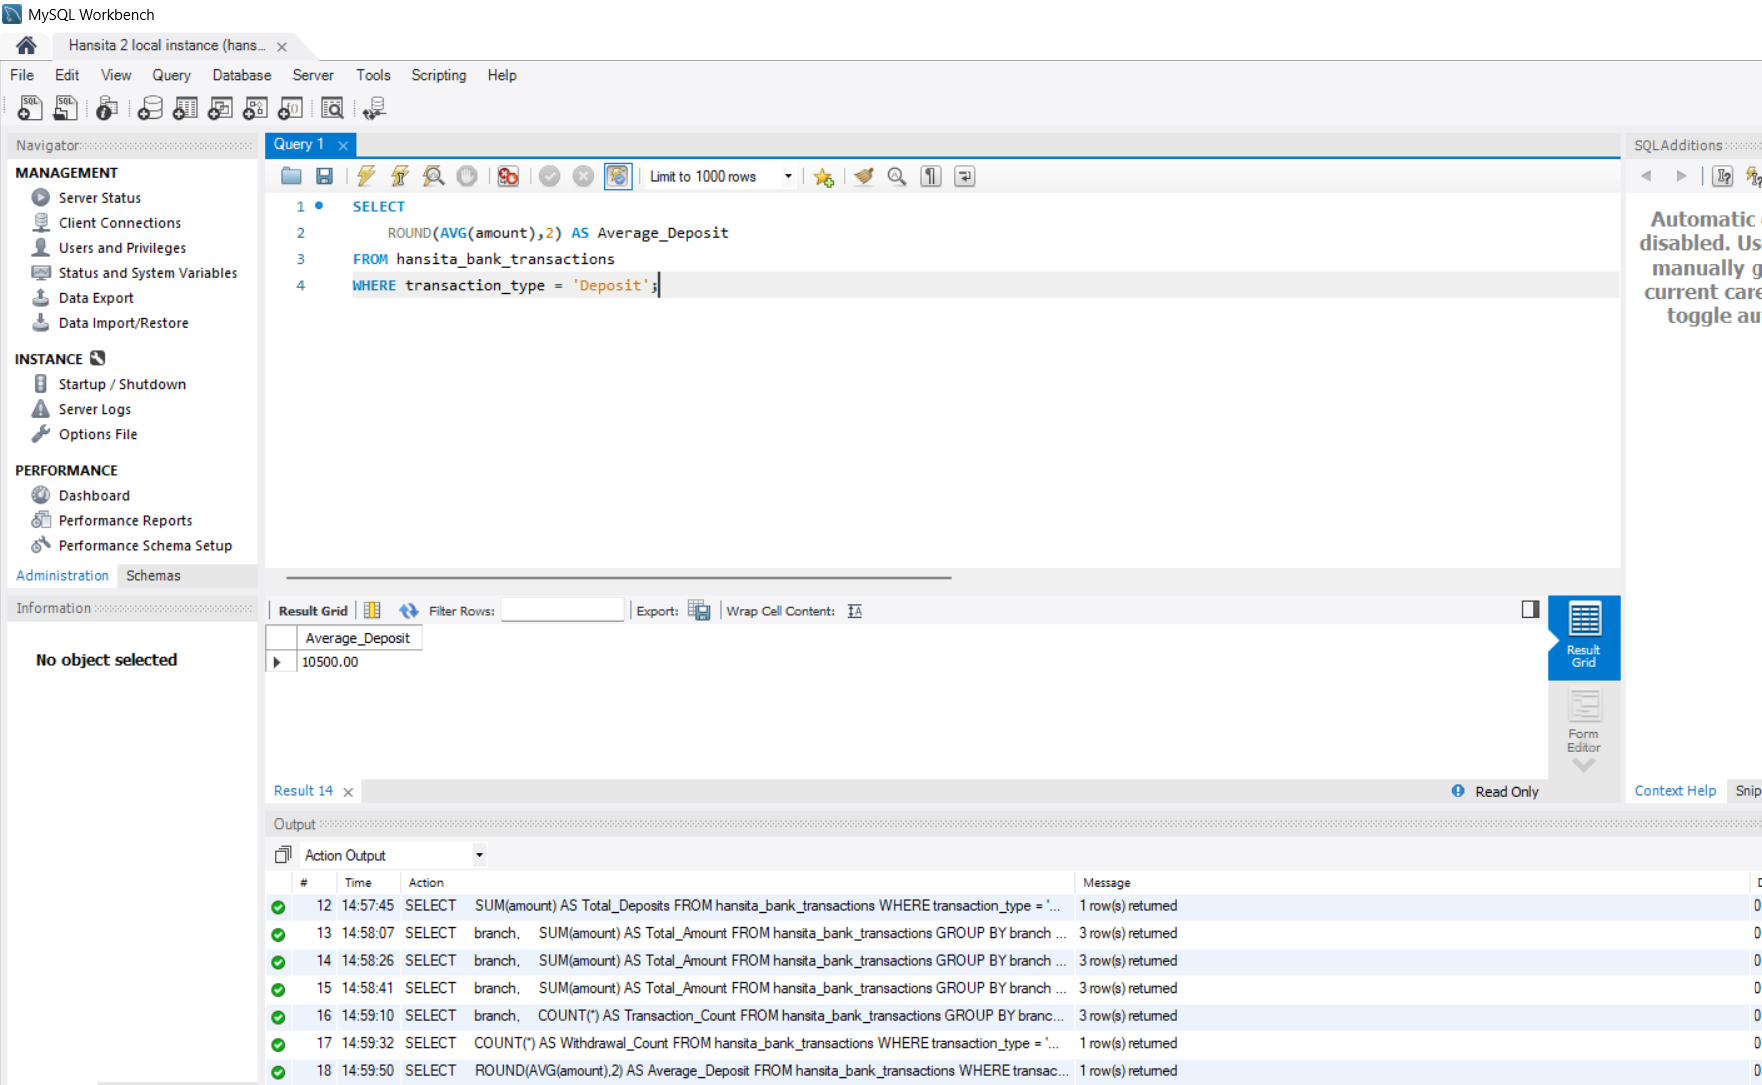 MySQL Workbench
Hansita 2 local instance (hans...
File Edit View Query Database Server Tools Scripting Help
Navigator
MANAGEMENT
Server Status
Client Connections
Users and Privileges
Status and System Variables
Data Export
Data Import/Restore
INSTANCE
Startup / Shutdown
Server Logs
Options File
PERFORMANCE
Dashboard
Performance Reports
Performance Schema Setup
Administration Schemas
Information
No object selected
Query 1
Limit to 1000 rows
1 SELECT
2 ROUND(AVG(amount),2) AS Average_Deposit
3 FROM hansita_bank_transactions
4 WHERE transaction_type = 'Deposit';
Result Grid Filter Rows: Export: Wrap Cell Content:
Average_Deposit
10500.00
Result Grid
Form Editor
Result 14 Read Only
SQLAdditions
Automatic
disabled. Us
manually g
current care
toggle au
Context Help Snip
Output
Action Output
# Time Action Message
12 14:57:45 SELECT SUM(amount) AS Total_Deposits FROM hansita_bank_transactions WHERE transaction_type = '... 1 row(s) returned 0
13 14:58:07 SELECT branch, SUM(amount) AS Total_Amount FROM hansita_bank_transactions GROUP BY branch ... 3 row(s) returned 0
14 14:58:26 SELECT branch, SUM(amount) AS Total_Amount FROM hansita_bank_transactions GROUP BY branch ... 3 row(s) returned 0
15 14:58:41 SELECT branch, SUM(amount) AS Total_Amount FROM hansita_bank_transactions GROUP BY branch ... 3 row(s) returned 0
16 14:59:10 SELECT branch, COUNT(*) AS Transaction_Count FROM hansita_bank_transactions GROUP BY branc... 3 row(s) returned 0
17 14:59:32 SELECT COUNT(*) AS Withdrawal_Count FROM hansita_bank_transactions WHERE transaction_type = '... 1 row(s) returned 0
18 14:59:50 SELECT ROUND(AVG(amount),2) AS Average_Deposit FROM hansita_bank_transactions WHERE transac... 1 row(s) returned 0